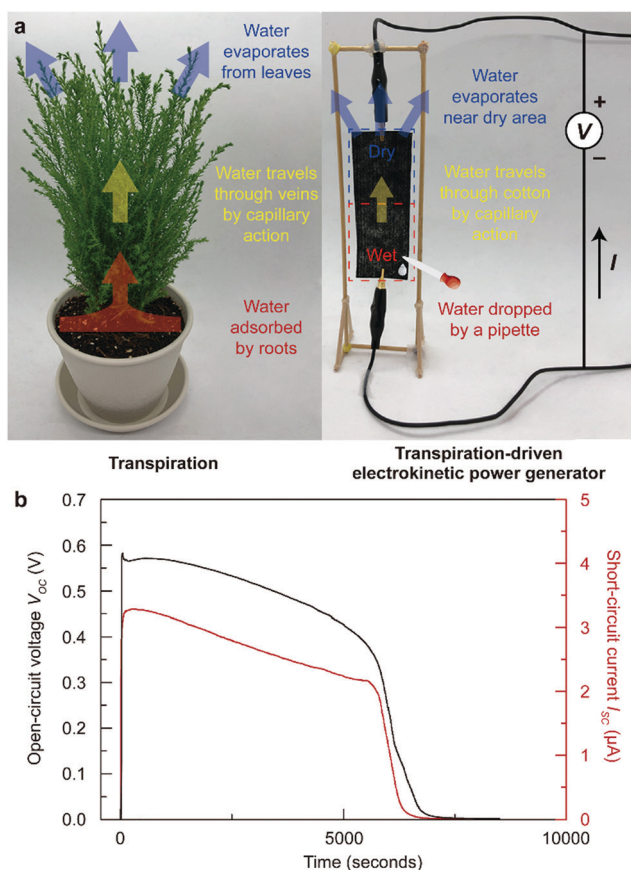 a
Water
evaporates
from leaves
Water travels
through veins
by capillary
action
Water
adsorbed
by roots
Water
evaporates
near dry area
Dry
Water travels
through cotton
by capillary
action
Wet
Water dropped
by a pipette
+
V
−
I
Transpiration
Transpiration-driven
electrokinetic power generator
b
Open-circuit voltage VOC (V)
0.7
0.6
0.5
0.4
0.3
0.2
0.1
0.0
0
5000
10000
Time (seconds)
5
4
3
2
1
0
Short-circuit current ISC (μA)